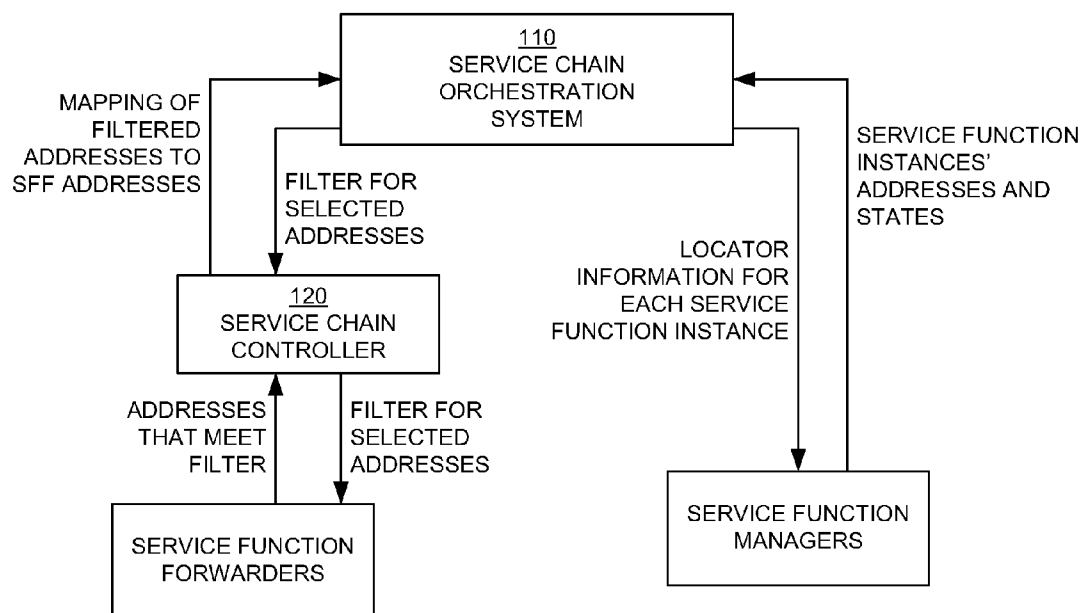 110
SERVICE CHAIN
ORCHESTRATION
SYSTEM
MAPPING OF
FILTERED
ADDRESSES TO
SFF ADDRESSES
FILTER FOR
SELECTED
ADDRESSES
SERVICE FUNCTION
INSTANCES’
ADDRESSES AND
STATES
LOCATOR
INFORMATION FOR
EACH SERVICE
FUNCTION INSTANCE
120
SERVICE CHAIN
CONTROLLER
ADDRESSES
THAT MEET
FILTER
FILTER FOR
SELECTED
ADDRESSES
SERVICE FUNCTION
FORWARDERS
SERVICE FUNCTION
MANAGERS